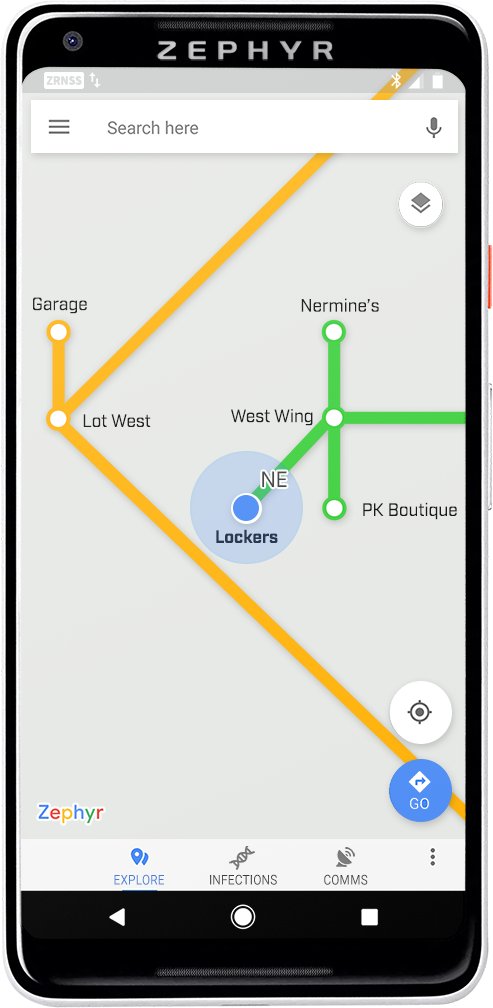 ZEPHYR
ZRNSS
Search here
Garage
Nermine's
Lot West
West Wing
NE
PK Boutique
Lockers
GO
Zephyr
EXPLORE
INFECTIONS
COMMS